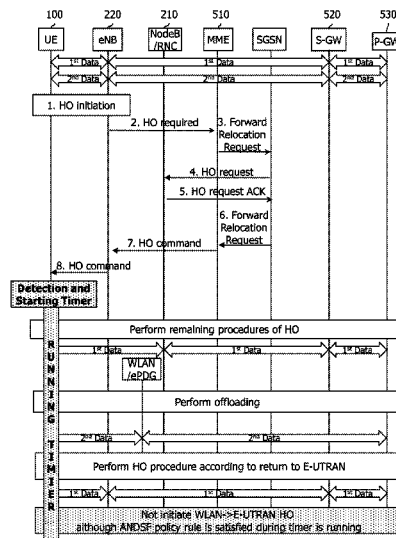 100 220 210 510 520 530
UE eNB NodeB /RNC MME SGSN S-GW P-GW
1st Data 1st Data 1st Data
2nd Data 2nd Data 2nd Data
1. HO initiation
2. HO required
3. Forward
Relocation
Request
4. HO request
5. HO request ACK
6. Forward
Relocation
Request
7. HO command
8. HO command
Detection and
Starting Timer
Perform remaining procedures of HO
1st Data 1st Data 1st Data
WLAN
/ePDG
Perform offloading
2nd Data 2nd Data
Perform HO procedure according to return to E-UTRAN
1st Data 1st Data 1st Data
RUNNING TIMIER
Not initiate WLAN->E-UTRAN HO
although ANDSF policy rule is satisfied during timer is running